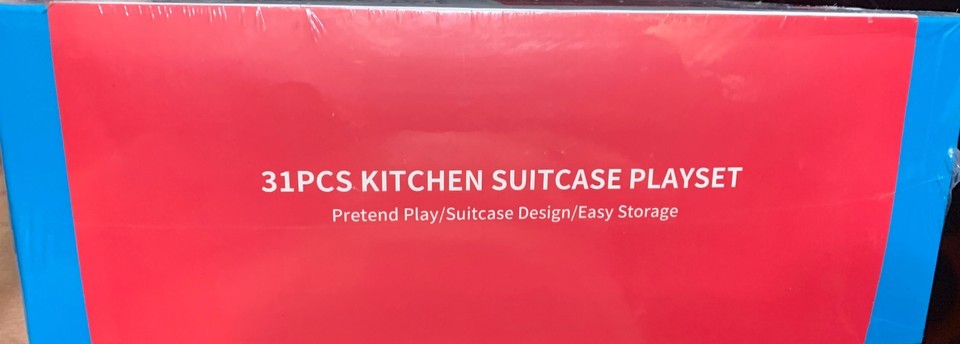 31PCS KITCHEN SUITCASE PLAYSET
Pretend Play/Suitcase Design/Easy Storage